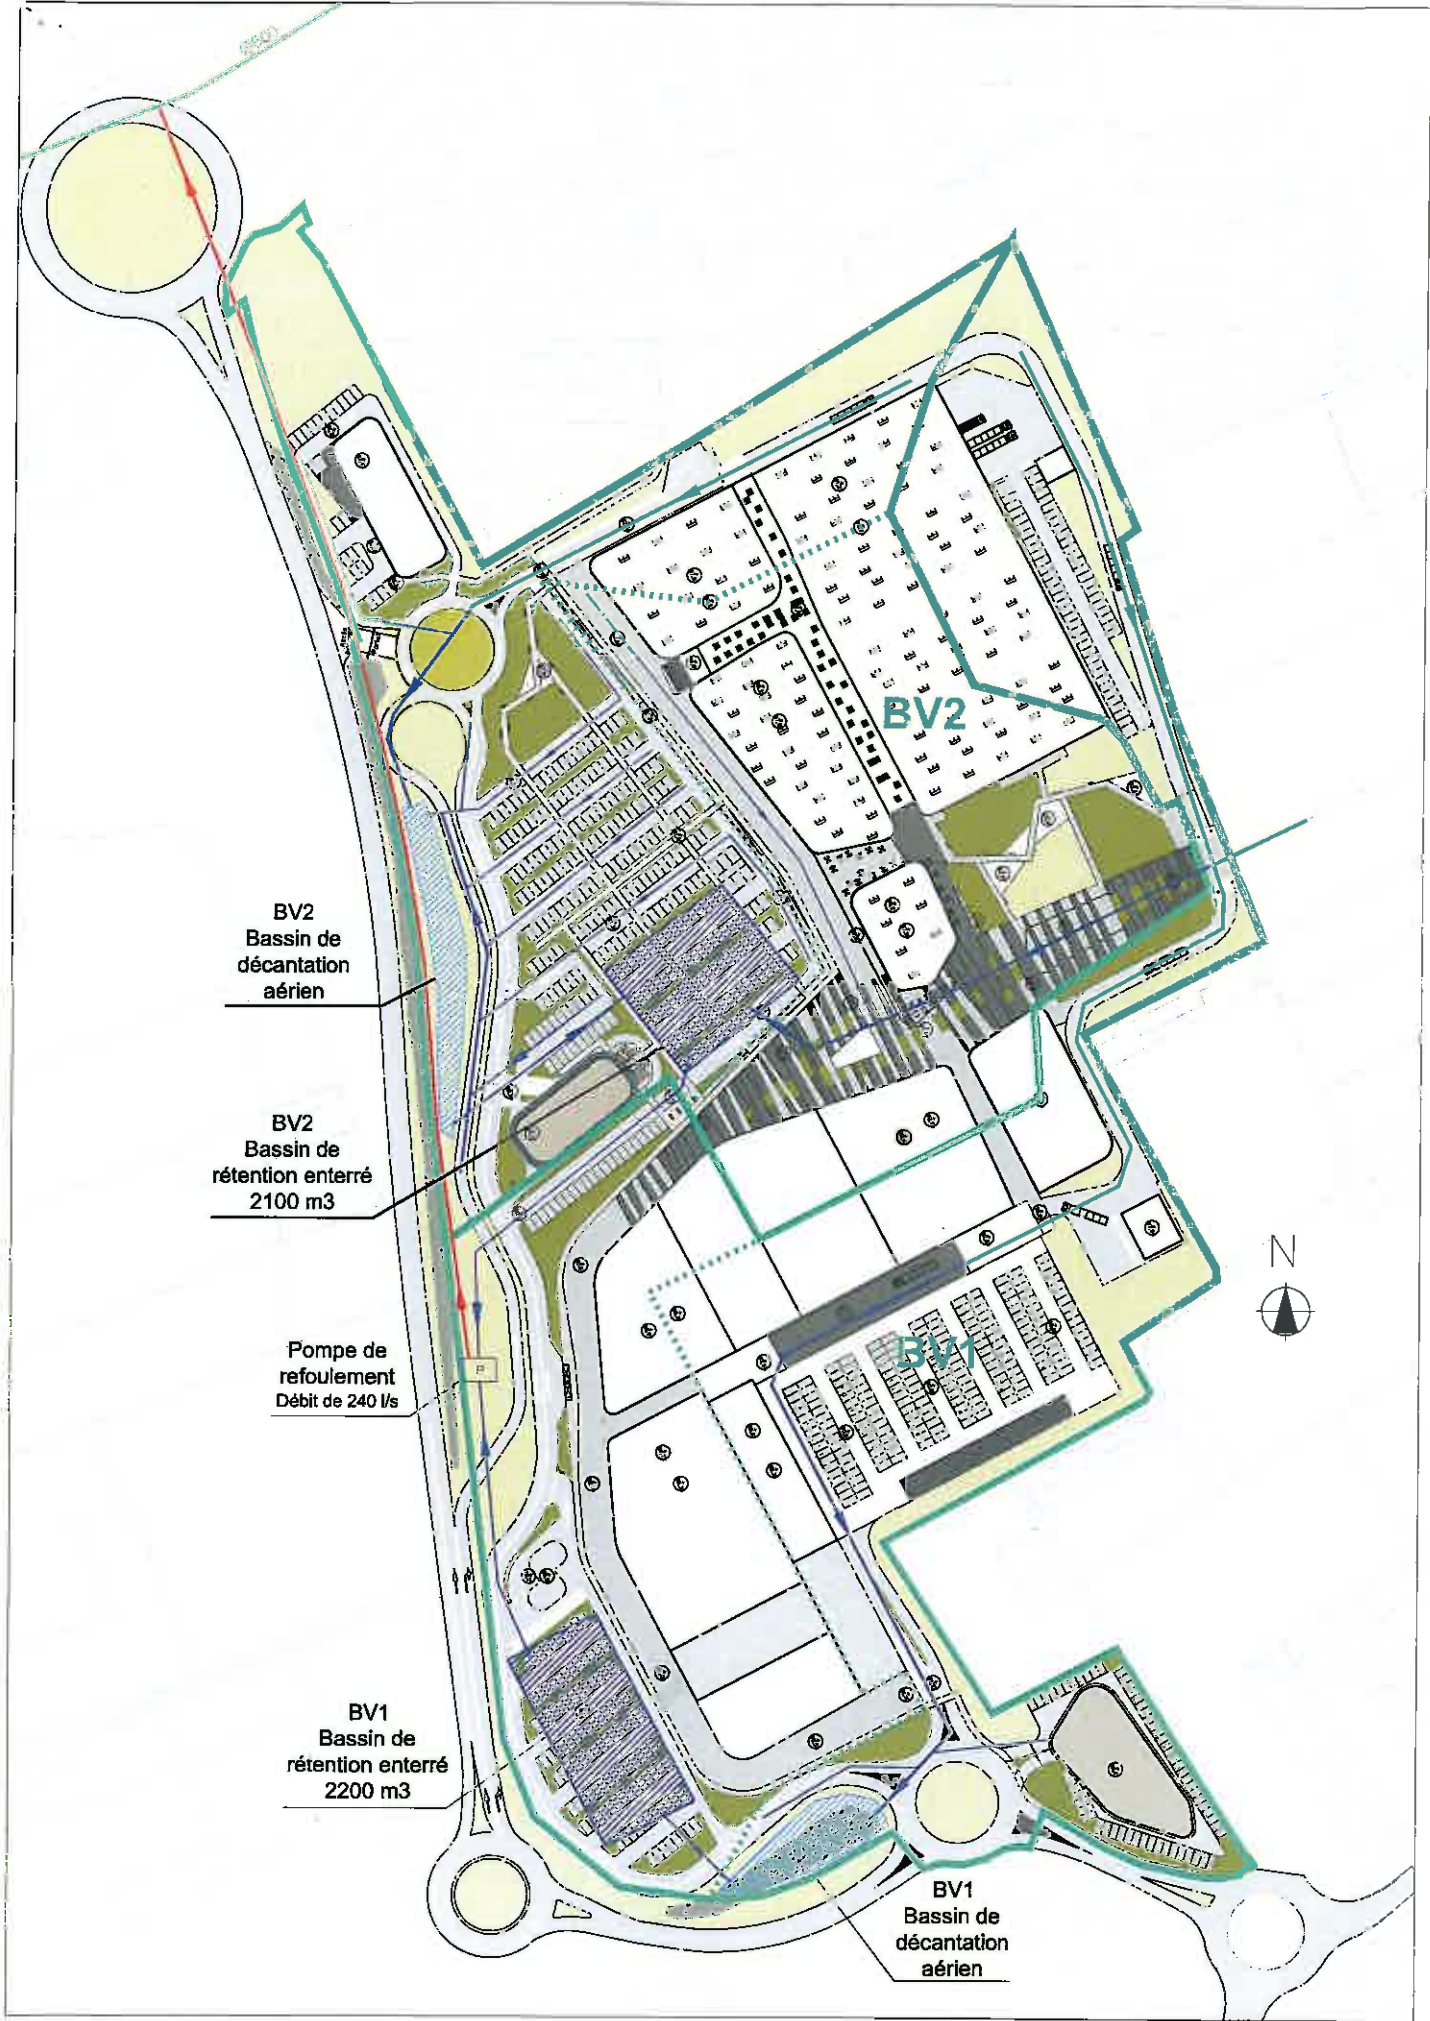 BV2
BV2
Bassin de
décantation
aérien
BV2
Bassin de
rétention enterré
2100 m3
N
Pompe de
refoulement
Débit de 240 l/s
P
BV1
BV1
Bassin de
rétention enterré
2200 m3
BV1
Bassin de
décantation
aérien